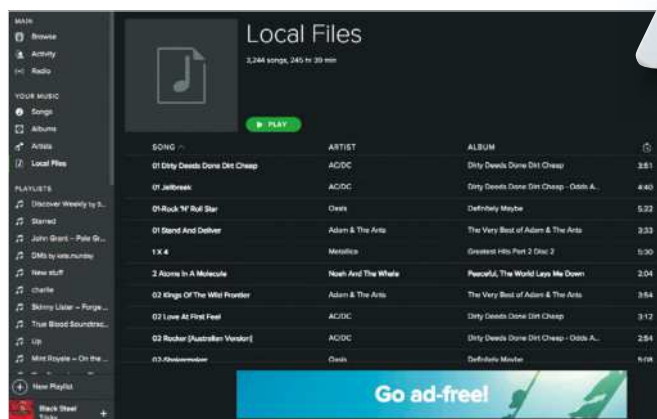 MAIN
Browse
Activity
Radio
YOUR MUSIC
Songs
Albums
Artists
Local Files
PLAYLISTS
Discover Weekly by S...
Starred
John Grant – Pale Gr...
DMs by kate.munday
New stuff
charlie
Skinny Lister – Forge ...
True Blood Soundtrac...
Up
Mint Royale – On the ...
New Playlist
Black Steel
Tricky
Local Files
3,244 songs, 245 hr 39 min
PLAY
SONG ARTIST ALBUM
01 Dirty Deeds Done Dirt Cheap AC/DC Dirty Deeds Done Dirt Cheap 3:51
01 Jailbreak AC/DC Dirty Deeds Done Dirt Cheap - Odds A... 4:40
01-Rock 'N' Roll Star Oasis Definitely Maybe 5:22
01 Stand And Deliver Adam & The Ants The Very Best of Adam & The Ants 3:33
1 X 4 Metallica Greatest Hits Part 2 Disc 2 5:30
2 Atoms In A Molecule Noah And The Whale Peaceful, The World Lays Me Down 2:04
02 Kings Of The Wild Frontier Adam & The Ants The Very Best of Adam & The Ants 3:54
02 Love At First Feel AC/DC Dirty Deeds Done Dirt Cheap 3:12
02 Rocker [Australian Version] AC/DC Dirty Deeds Done Dirt Cheap - Odds A... 2:54
02-Shakermaker Oasis Definitely Maybe 5:08
Go ad-free!